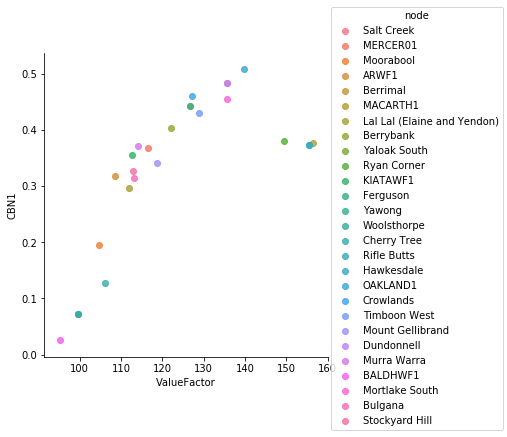 node
Salt Creek
MERCER01
Moorabool
ARWF1
Berrimal
MACARTH1
Lal Lal (Elaine and Yendon)
Berrybank
Yaloak South
Ryan Corner
KIATAWF1
Ferguson
Yawong
Woolsthorpe
Cherry Tree
Rifle Butts
Hawkesdale
OAKLAND1
Crowlands
Timboon West
Mount Gellibrand
Dundonnell
Murra Warra
BALDHWF1
Mortlake South
Bulgana
Stockyard Hill
0.5
0.4
0.3
0.2
0.1
0.0
CBN1
100 110 120 130 140 150 160
ValueFactor